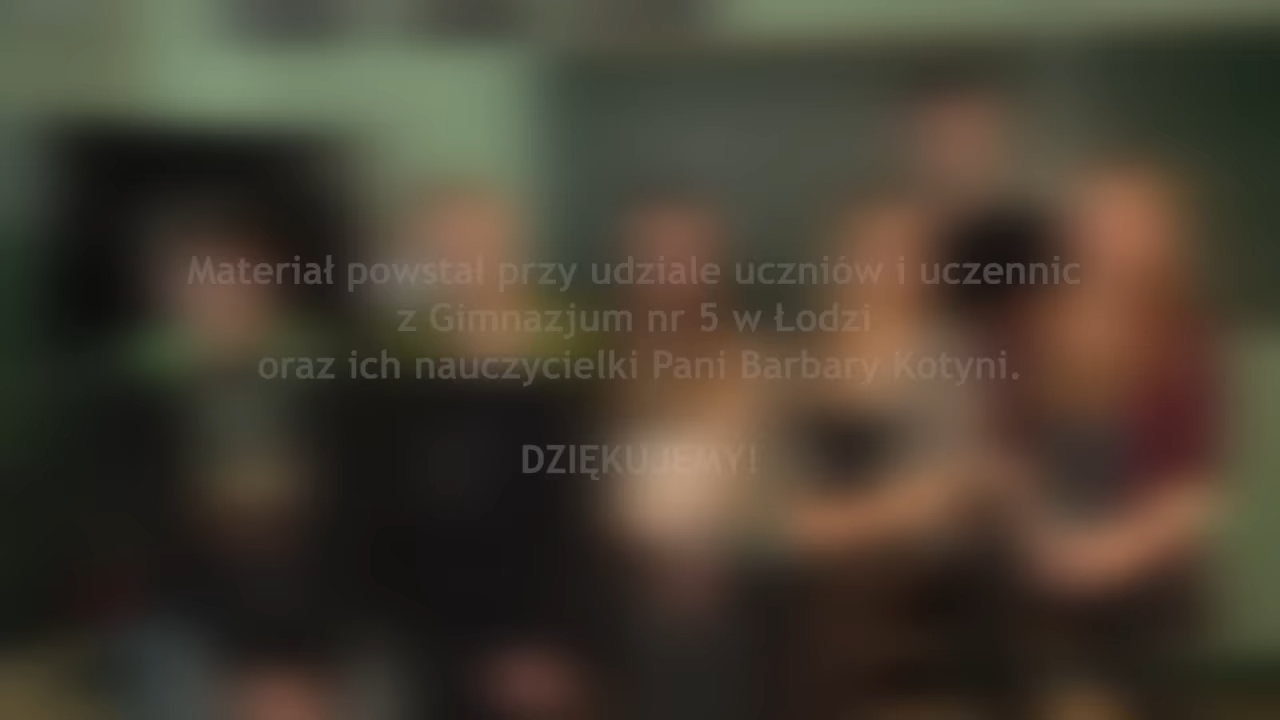 Materiał powstał przy udziale uczniów i uczennic
z Gimnazjum nr 5 w Łodzi
oraz ich nauczycielki Pani Barbary Kotyni.
DZIĘKUJEMY!